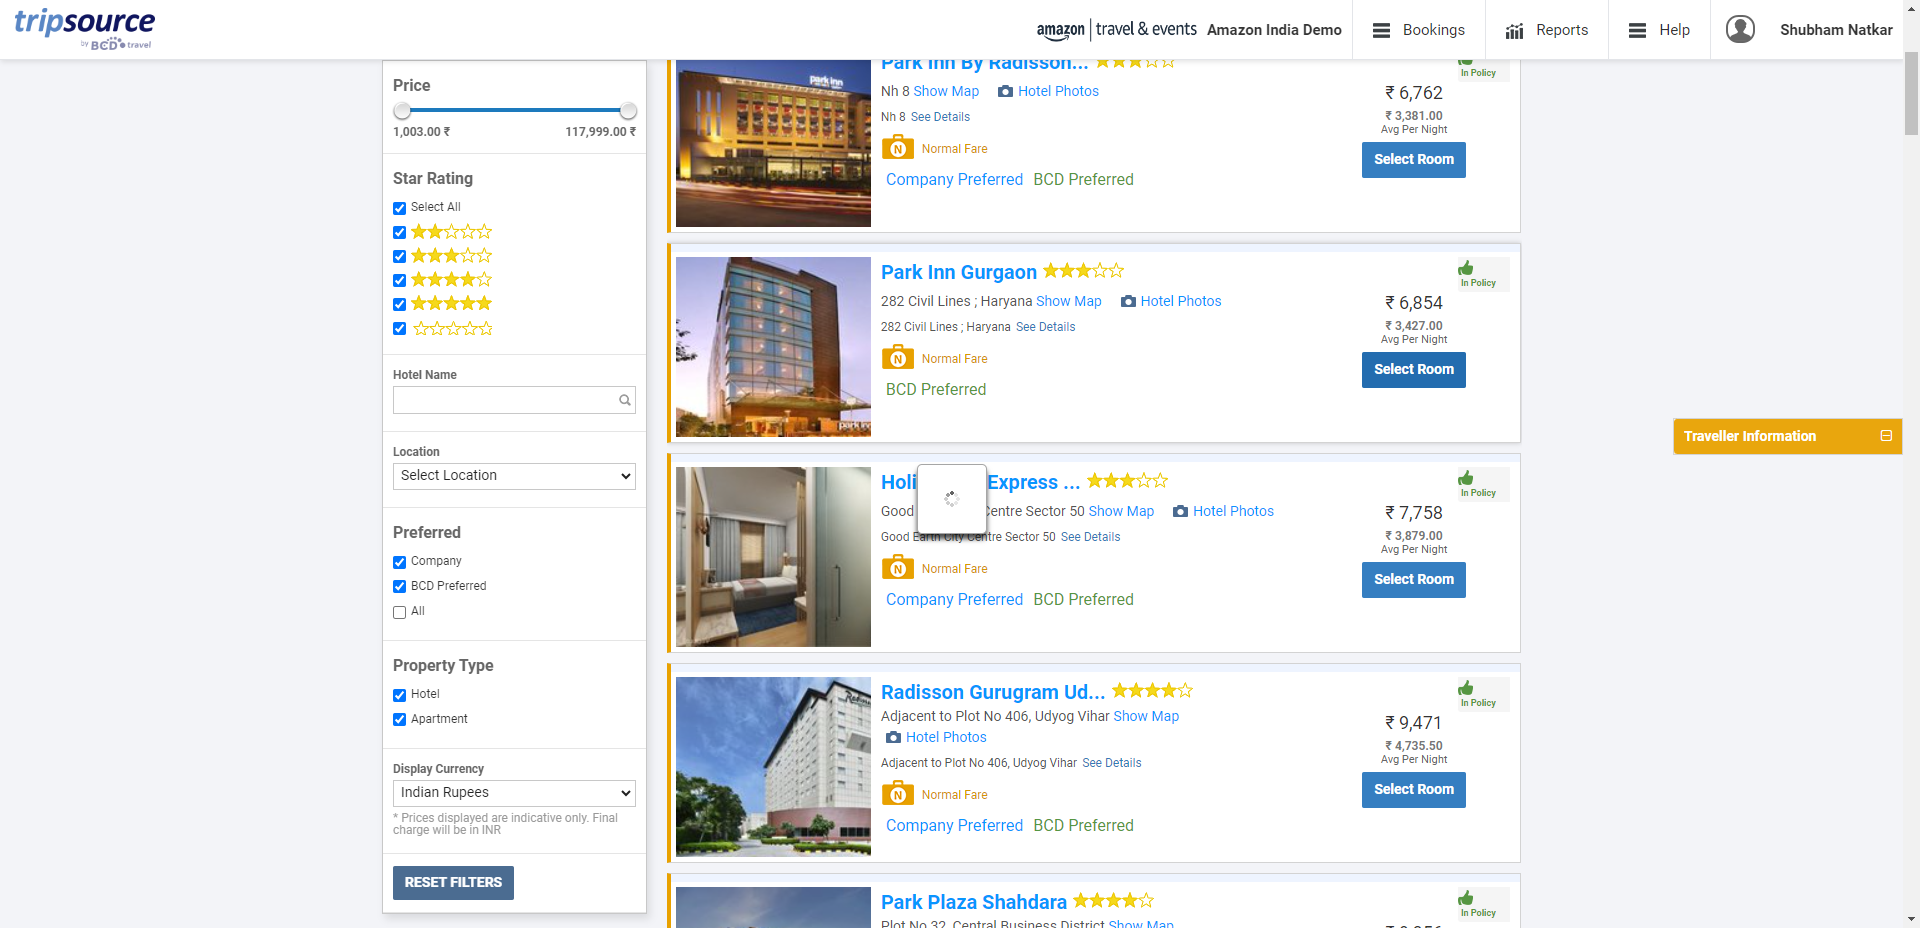 tripsource
by BCD travel
amazon | travel & events
Amazon India Demo
Bookings
Reports
Help
Shubham Natkar
Price
1,003.00 ₹
117,999.00 ₹
Star Rating
Select All
Hotel Name
Location
Select Location
Preferred
Company
BCD Preferred
All
Property Type
Hotel
Apartment
Display Currency
Indian Rupees
* Prices displayed are indicative only. Final
charge will be in INR
RESET FILTERS
park inn
Park Inn By Radisson...
In Policy
Nh 8 Show Map Hotel Photos
₹ 6,762
Nh 8 See Details
₹ 3,381.00
Avg Per Night
N Normal Fare
Select Room
Company Preferred BCD Preferred
park inn
Park Inn Gurgaon
In Policy
282 Civil Lines ; Haryana Show Map Hotel Photos
₹ 6,854
282 Civil Lines ; Haryana See Details
₹ 3,427.00
Avg Per Night
N Normal Fare
Select Room
BCD Preferred
Traveller Information
Holi Express ...
In Policy
Good Centre Sector 50 Show Map Hotel Photos
₹ 7,758
Good Earth City Centre Sector 50 See Details
₹ 3,879.00
Avg Per Night
N Normal Fare
Select Room
Company Preferred BCD Preferred
Radisson Gurugram Ud...
In Policy
Adjacent to Plot No 406, Udyog Vihar Show Map
₹ 9,471
Hotel Photos
₹ 4,735.50
Avg Per Night
Adjacent to Plot No 406, Udyog Vihar See Details
N Normal Fare
Select Room
Company Preferred BCD Preferred
Park Plaza Shahdara
In Policy
Plot No 32, Central Business District Show Map